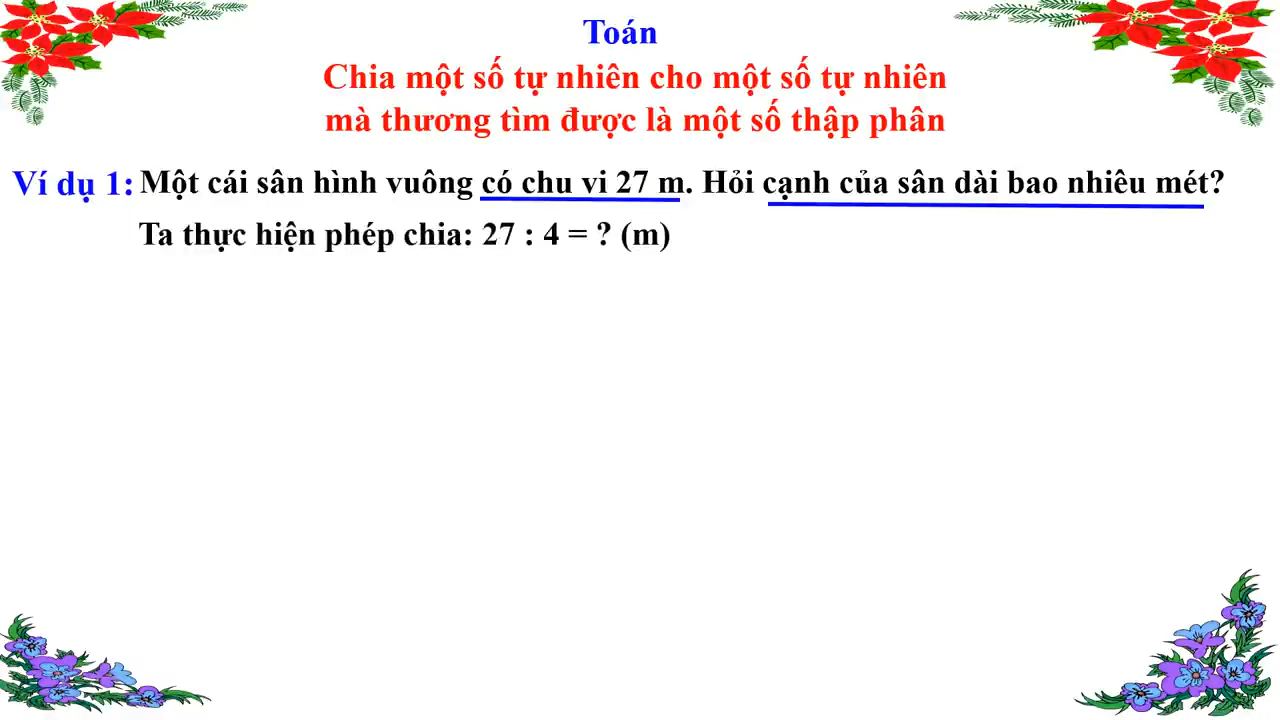 Toán
Chia một số tự nhiên cho một số tự nhiên
mà thương tìm được là một số thập phân
Ví dụ 1: Một cái sân hình vuông có chu vi 27 m. Hỏi cạnh của sân dài bao nhiêu mét?
Ta thực hiện phép chia: 27 : 4 = ? (m)